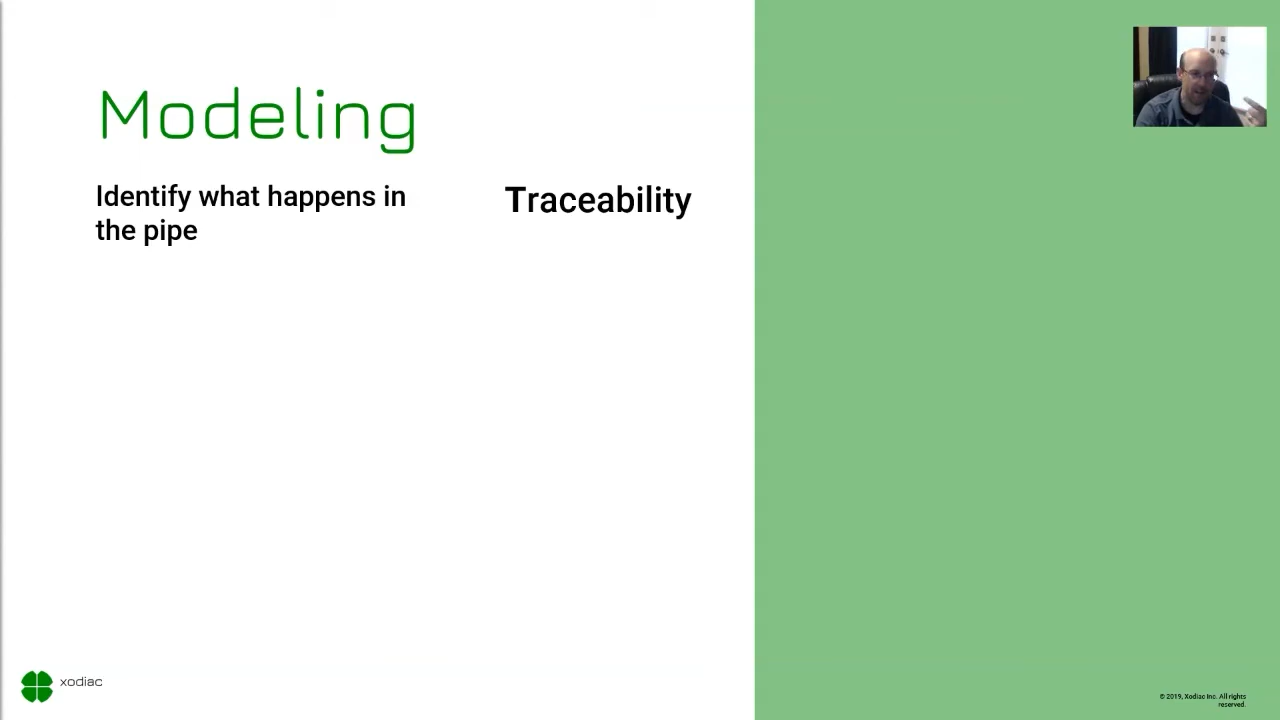 Modeling
Identify what happens in
the pipe
Traceability
xodiac
© 2019, Xodiac Inc. All rights
reserved.